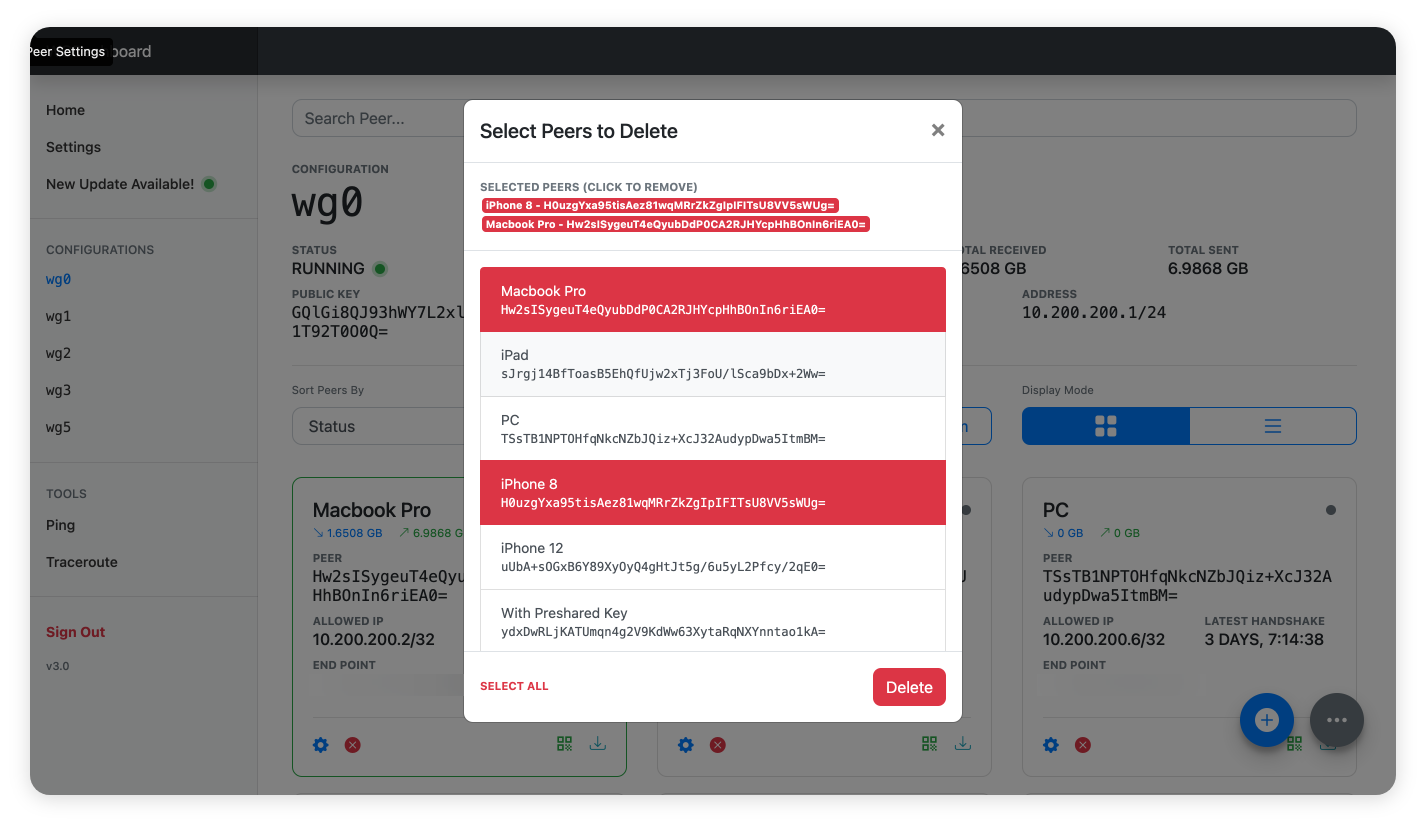 Peer Settings
board
Home
Settings
New Update Available!
CONFIGURATIONS
wg0
wg1
wg2
wg3
wg5
TOOLS
Ping
Traceroute
Sign Out
v3.0
Search Peer...
CONFIGURATION
wg0
STATUS
RUNNING
PUBLIC KEY
GQlGi8QJ93hWY7L2xl
1T92T0O0Q=
TAL RECEIVED
6508 GB
TOTAL SENT
6.9868 GB
ADDRESS
10.200.200.1/24
Sort Peers By
Status
Display Mode
Select Peers to Delete
SELECTED PEERS (CLICK TO REMOVE)
iPhone 8 - H0uzgYxa95tisAez81wqMRrZkZgIpIFITsU8VV5sWUg=
Macbook Pro - Hw2sISygeuT4eQyubDdP0CA2RJHYcpHhBOnIn6riEA0=
Macbook Pro
Hw2sISygeuT4eQyubDdP0CA2RJHYcpHhBOnIn6riEA0=
iPad
sJrgj14BfToasB5EhQfUjw2xTj3FoU/lSca9bDx+2Ww=
PC
TSsTB1NPTOHfqNkcNZbJQiz+XcJ32AudypDwa5ItmBM=
iPhone 8
H0uzgYxa95tisAez81wqMRrZkZgIpIFITsU8VV5sWUg=
iPhone 12
uUbA+sOGxB6Y89XyOyQ4gHtJt5g/6u5yL2Pfcy/2qE0=
With Preshared Key
ydxDwRLjKATUmqn4g2V9KdWw63XytaRqNXYnntao1kA=
SELECT ALL
Delete
Macbook Pro
1.6508 GB 6.9868 G
PEER
Hw2sISygeuT4eQyu
HhBOnIn6riEA0=
ALLOWED IP
10.200.200.2/32
END POINT
PC
0 GB 0 GB
PEER
TSsTB1NPTOHfqNkcNZbJQiz+XcJ32A
udypDwa5ItmBM=
ALLOWED IP
10.200.200.6/32
LATEST HANDSHAKE
3 DAYS, 7:14:38
END POINT